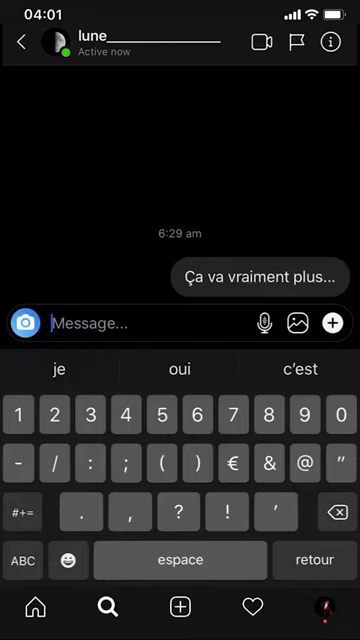 04:01
lune_______________
Active now
6:29 am
Ça va vraiment plus...
Message...
je oui c'est
1 2 3 4 5 6 7 8 9 0
- / : ; ( ) € & @ "
#+= . , ? ! '
ABC espace retour